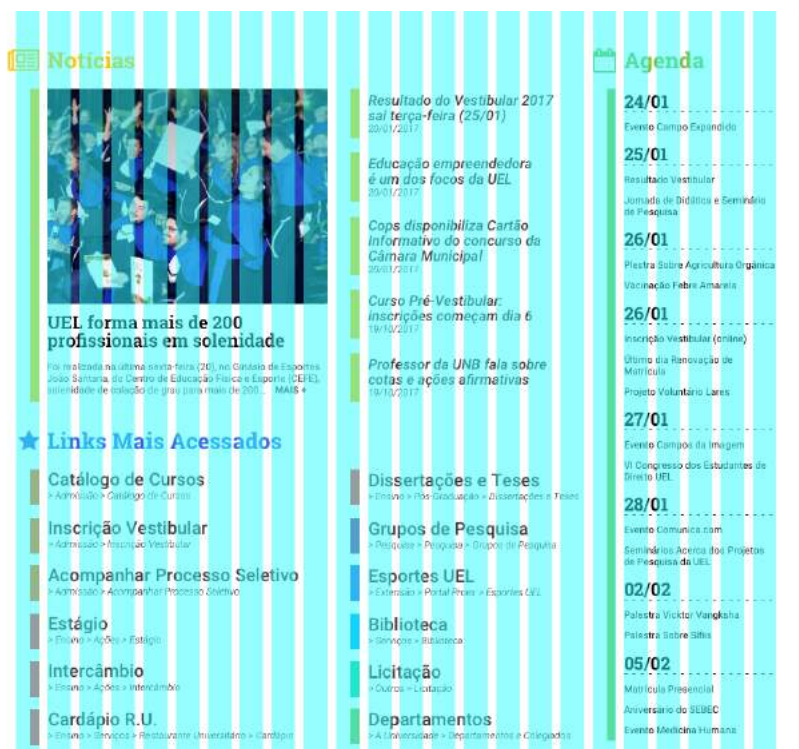 Notícias
UEL forma mais de 200
profissionais em solenidade
Foi realizada na última sexta-feira (20), no Ginásio de Esportes
João Santana, do Centro de Educação Física e Esporte (CEFE),
solenidade de colação de grau para mais de 200... MAIS +
Resultado do Vestibular 2017
sai terça-feira (25/01)
20/01/2017
Educação empreendedora
é um dos focos da UEL
20/01/2017
Cops disponibiliza Cartão
Informativo do concurso da
Câmara Municipal
20/01/2017
Curso Pré-Vestibular:
inscrições começam dia 6
19/10/2017
Professor da UNB fala sobre
cotas e ações afirmativas
19/10/2017
Links Mais Acessados
Catálogo de Cursos
> Admissão > Catálogo de Cursos
Inscrição Vestibular
> Admissão > Inscrição Vestibular
Acompanhar Processo Seletivo
> Admissão > Acompanhar Processo Seletivo
Estágio
> Ensino > Ações > Estágio
Intercâmbio
> Ensino > Ações > Intercâmbio
Cardápio R.U.
> Ensino > Serviços > Restaurante Universitário > Cardápio
Dissertações e Teses
> Ensino > Pós-Graduação > Dissertações e Teses
Grupos de Pesquisa
> Pesquisa > Pesquisa > Grupos de Pesquisa
Esportes UEL
> Extensão > Portal Proex > Esportes UEL
Biblioteca
> Serviços > Biblioteca
Licitação
> Outros > Licitação
Departamentos
> A Universidade > Departamentos e Colegiados
Agenda
24/01
Evento Campo Expandido
25/01
Resultado Vestibular
Jornada de Didática e Seminário
de Pesquisa
26/01
Plestra Sobre Agricultura Orgânica
Vacinação Febre Amarela
26/01
Inscrição Vestibular (online)
Último dia Renovação de
Matrícula
Projeto Voluntário Lares
27/01
Evento Campos da Imagem
VI Congresso dos Estudantes de
Direito UEL
28/01
Evento Comunica.com
Seminários Acerca dos Projetos
de Pesquisa da UEL
02/02
Palestra Vicktor Vangksha
Palestra Sobre Sífilis
05/02
Matrícula Presencial
Aniversário do SEBEC
Evento Medicina Humana